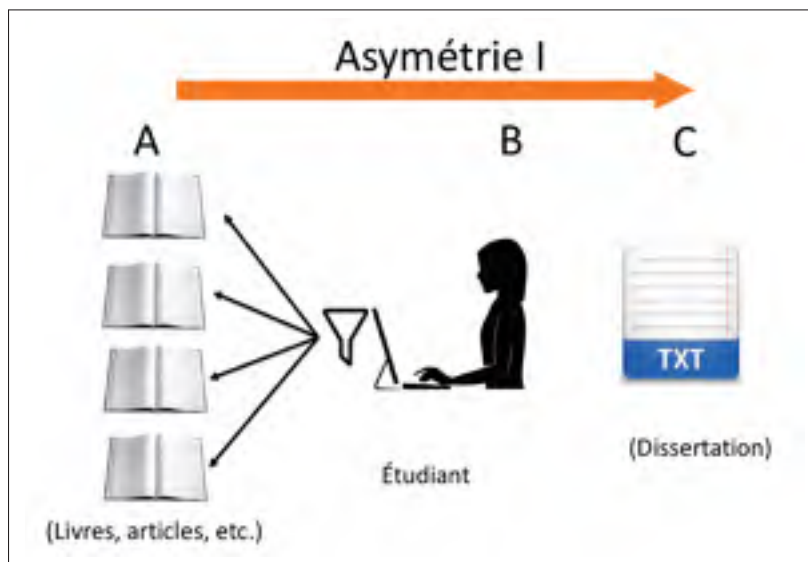 Asymétrie I
A
B
C
TXT
(Dissertation)
Étudiant
(Livres, articles, etc.)